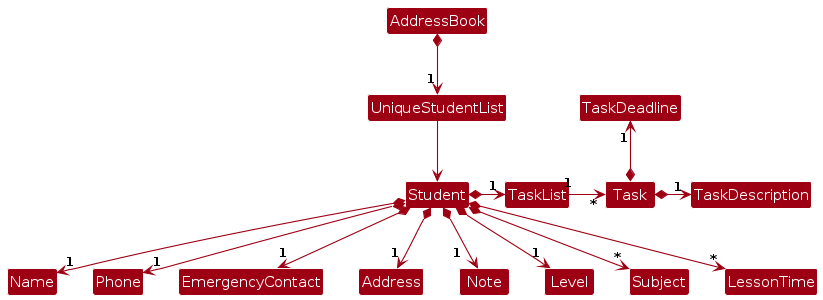 AddressBook
1
UniqueStudentList
TaskDeadline
1
Student
1
TaskList
1
*
Task
1
TaskDescription
1
1
1
1
1
1
*
*
Name
Phone
EmergencyContact
Address
Note
Level
Subject
LessonTime